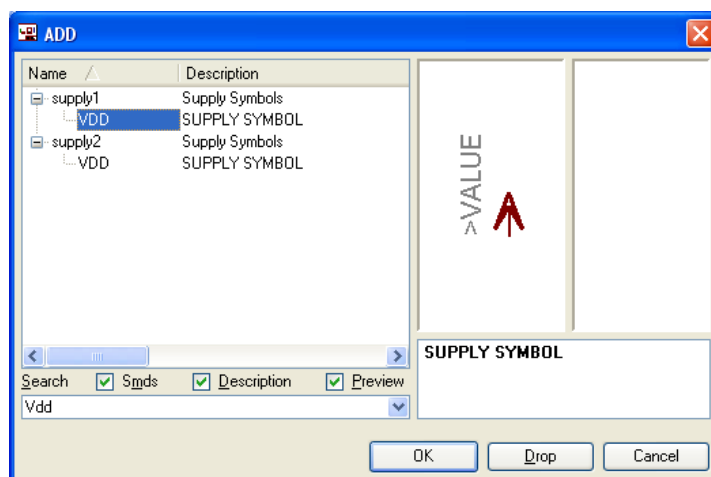 ADD
Name Description
supply1 Supply Symbols
VDD SUPPLY SYMBOL
supply2 Supply Symbols
VDD SUPPLY SYMBOL
>VALUE
SUPPLY SYMBOL
Search Smds Description Preview
Vdd
OK Drop Cancel